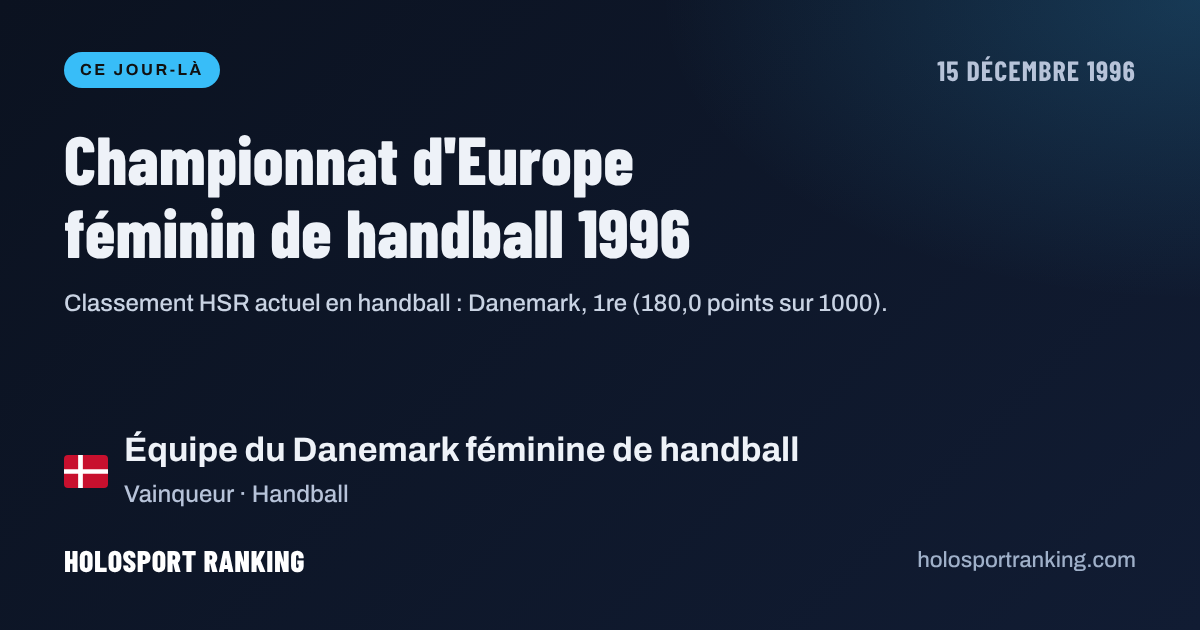 CE JOUR-LÀ
15 DÉCEMBRE 1996
Championnat d'Europe
féminin de handball 1996
Classement HSR actuel en handball : Danemark, 1re (180,0 points sur 1000).
Équipe du Danemark féminine de handball
Vainqueur · Handball
HOLOSPORT RANKING
holosportranking.com